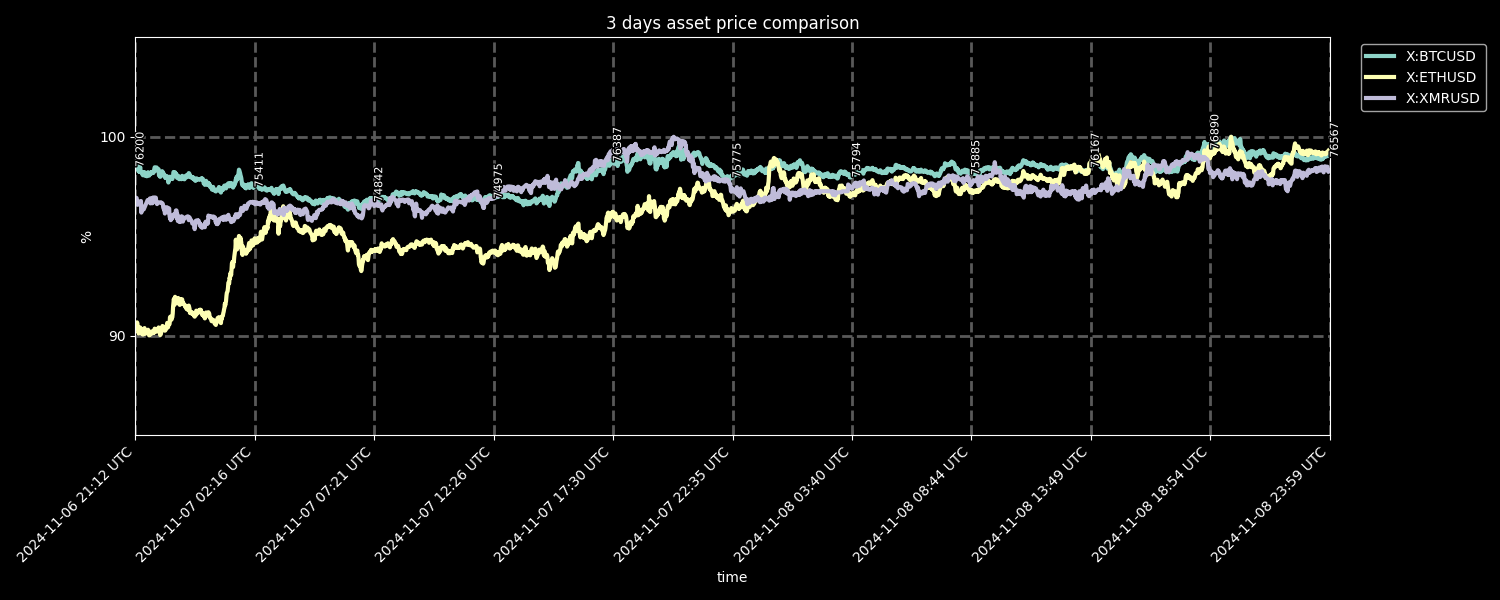 3 days asset price comparison
X:BTCUSD
X:ETHUSD
X:XMRUSD
100
90
%
76200
75411
74842
74975
76387
75775
75794
75885
76167
76890
76567
2024-11-06 21:12 UTC
2024-11-07 02:16 UTC
2024-11-07 07:21 UTC
2024-11-07 12:26 UTC
2024-11-07 17:30 UTC
2024-11-07 22:35 UTC
2024-11-08 03:40 UTC
2024-11-08 08:44 UTC
2024-11-08 13:49 UTC
2024-11-08 18:54 UTC
2024-11-08 23:59 UTC
time